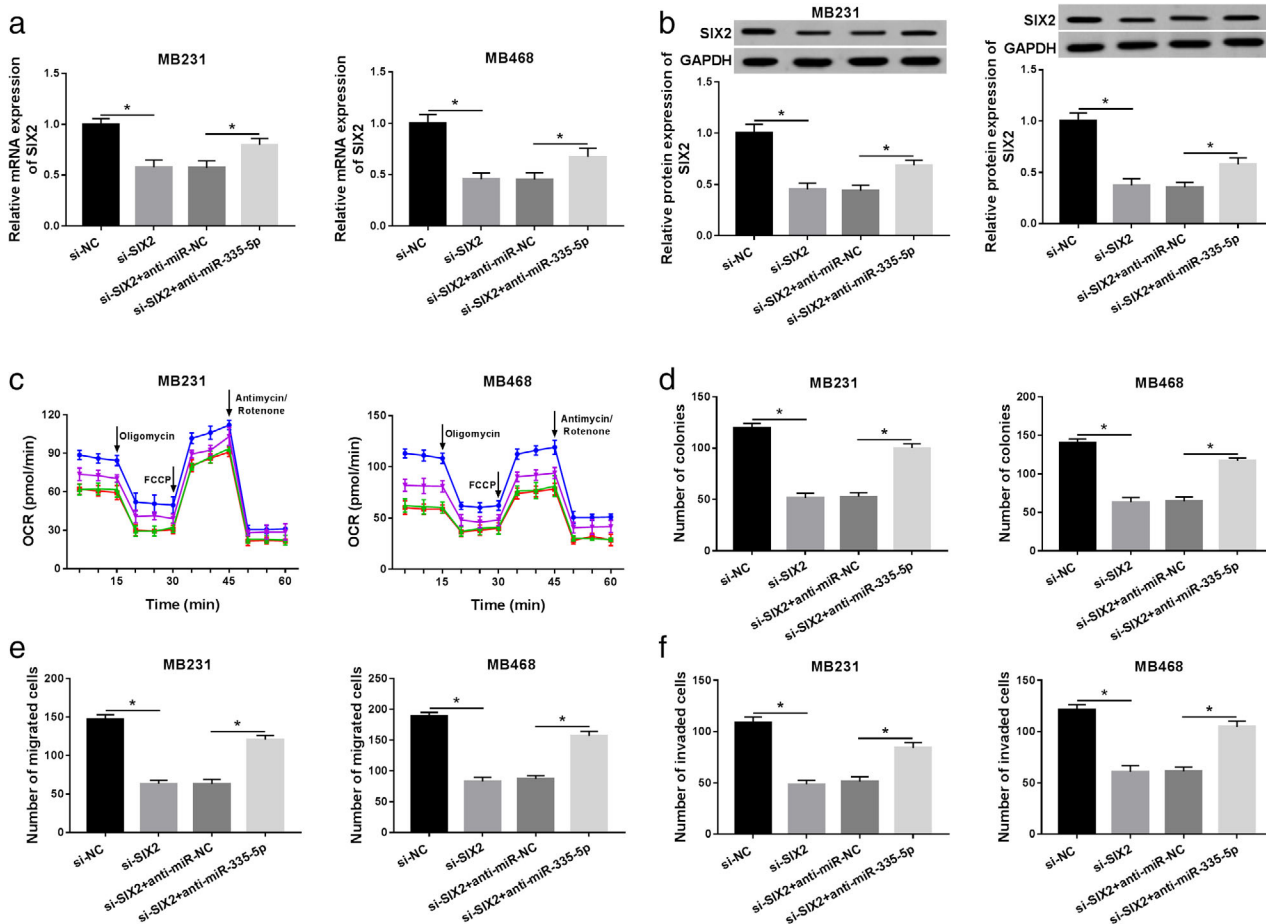 a
MB231
Relative mRNA expression
of SIX2
1.5
1.0
0.5
0.0
*
*
si-NC
si-SIX2
si-SIX2+anti-miR-NC
si-SIX2+anti-miR-335-5p
MB468
Relative mRNA expression
of SIX2
1.5
1.0
0.5
0.0
*
*
si-NC
si-SIX2
si-SIX2+anti-miR-NC
si-SIX2+anti-miR-335-5p
b
MB231
SIX2
GAPDH
Relative protein expression of
SIX2
1.5
1.0
0.5
0.0
*
*
si-NC
si-SIX2
si-SIX2+anti-miR-NC
si-SIX2+anti-miR-335-5p
SIX2
GAPDH
Relative protein expression of
SIX2
1.5
1.0
0.5
0.0
*
*
si-NC
si-SIX2
si-SIX2+anti-miR-NC
si-SIX2+anti-miR-335-5p
c
MB231
OCR (pmol/min)
120
90
60
30
0
Oligomycin
FCCP
Antimycin/
Rotenone
15
30
45
60
Time (min)
MB468
OCR (pmol/min)
150
100
50
0
Oligomycin
FCCP
Antimycin/
Rotenone
15
30
45
60
Time (min)
d
MB231
Number of colonies
150
100
50
0
*
*
si-NC
si-SIX2
si-SIX2+anti-miR-NC
si-SIX2+anti-miR-335-5p
MB468
Number of colonies
200
150
100
50
0
*
*
si-NC
si-SIX2
si-SIX2+anti-miR-NC
si-SIX2+anti-miR-335-5p
e
MB231
Number of migrated cells
200
150
100
50
0
*
*
si-NC
si-SIX2
si-SIX2+anti-miR-NC
si-SIX2+anti-miR-335-5p
MB468
Number of migrated cells
250
200
150
100
50
0
*
*
si-NC
si-SIX2
si-SIX2+anti-miR-NC
si-SIX2+anti-miR-335-5p
f
MB231
Number of invaded cells
150
100
50
0
*
*
si-NC
si-SIX2
si-SIX2+anti-miR-NC
si-SIX2+anti-miR-335-5p
MB468
Number of invaded cells
150
100
50
0
*
*
si-NC
si-SIX2
si-SIX2+anti-miR-NC
si-SIX2+anti-miR-335-5p